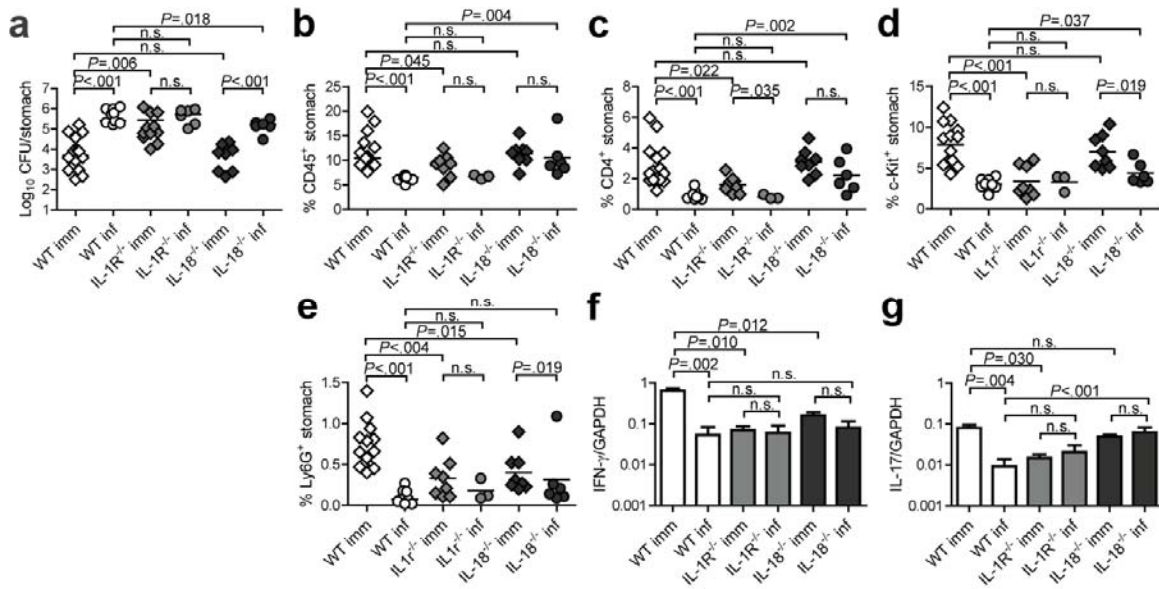 a
P=.018
n.s.
n.s.
P=.006
n.s.
P<.001
P<.001
Log10 CFU/stomach
7
6
5
4
3
2
1
0
WT imm
WT inf
IL-1R-/- imm
IL-1R-/- inf
IL-18-/- imm
IL-18-/- inf
b
P=.004
n.s.
n.s.
P=.045
P<.001
n.s.
n.s.
% CD45+ stomach
25
20
15
10
5
0
WT imm
WT inf
IL-1R-/- imm
IL-1R-/- inf
IL-18-/- imm
IL-18-/- inf
c
P=.002
n.s.
n.s.
P=.022
P<.001
P=.035
n.s.
% CD4+ stomach
8
6
4
2
0
WT imm
WT inf
IL-1R-/- imm
IL-1R-/- inf
IL-18-/- imm
IL-18-/- inf
d
P=.037
n.s.
n.s.
P<.001
P<.001
n.s.
P=.019
% c-Kit+ stomach
15
10
5
0
WT imm
WT inf
IL1r-/- imm
IL1r-/- inf
IL-18-/- imm
IL-18-/- inf
e
n.s.
n.s.
P=.015
P<.004
P<.001
n.s.
P=.019
% Ly6G+ stomach
1.5
1.0
0.5
0.0
WT imm
WT inf
IL1r-/- imm
IL1r-/- inf
IL-18-/- imm
IL-18-/- inf
f
P=.012
P=.010
P=.002
n.s.
n.s.
n.s.
n.s.
IFN-γ/GAPDH
1
0.1
0.01
0.001
WT imm
WT inf
IL-1R-/- imm
IL-1R-/- inf
IL-18-/- imm
IL-18-/- inf
g
n.s.
P=.030
P=.004
P<.001
n.s.
n.s.
n.s.
IL-17/GAPDH
1
0.1
0.01
0.001
WT imm
WT inf
IL-1R-/- imm
IL-1R-/- inf
IL-18-/- imm
IL-18-/- inf